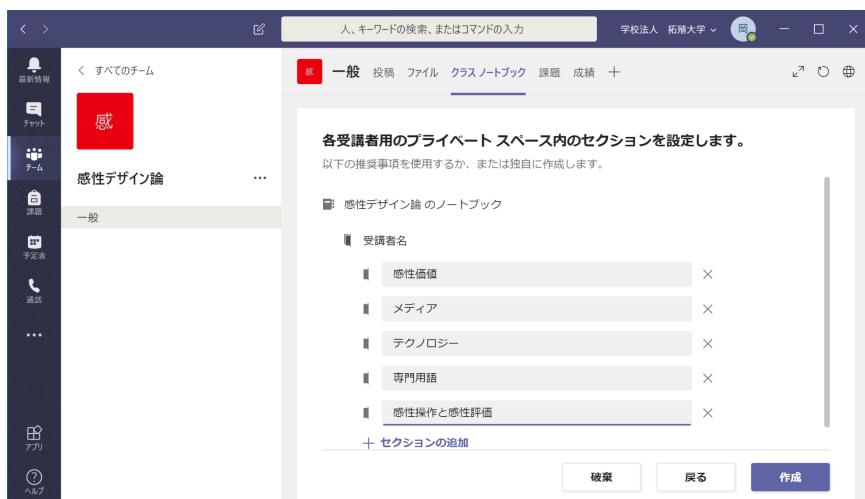 人、キーワードの検索、またはコマンドの入力
学校法人 拓殖大学
岡
最新情報
チャット
チーム
課題
予定表
通話
アプリ
ヘルプ
すべてのチーム
感
感性デザイン論
一般
感
一般 投稿 ファイル クラス ノートブック 課題 成績
各受講者用のプライベート スペース内のセクションを設定します。
以下の推奨事項を使用するか、または独自に作成します。
感性デザイン論 のノートブック
受講者名
感性価値
メディア
テクノロジー
専門用語
感性操作と感性評価
セクションの追加
破棄 戻る 作成